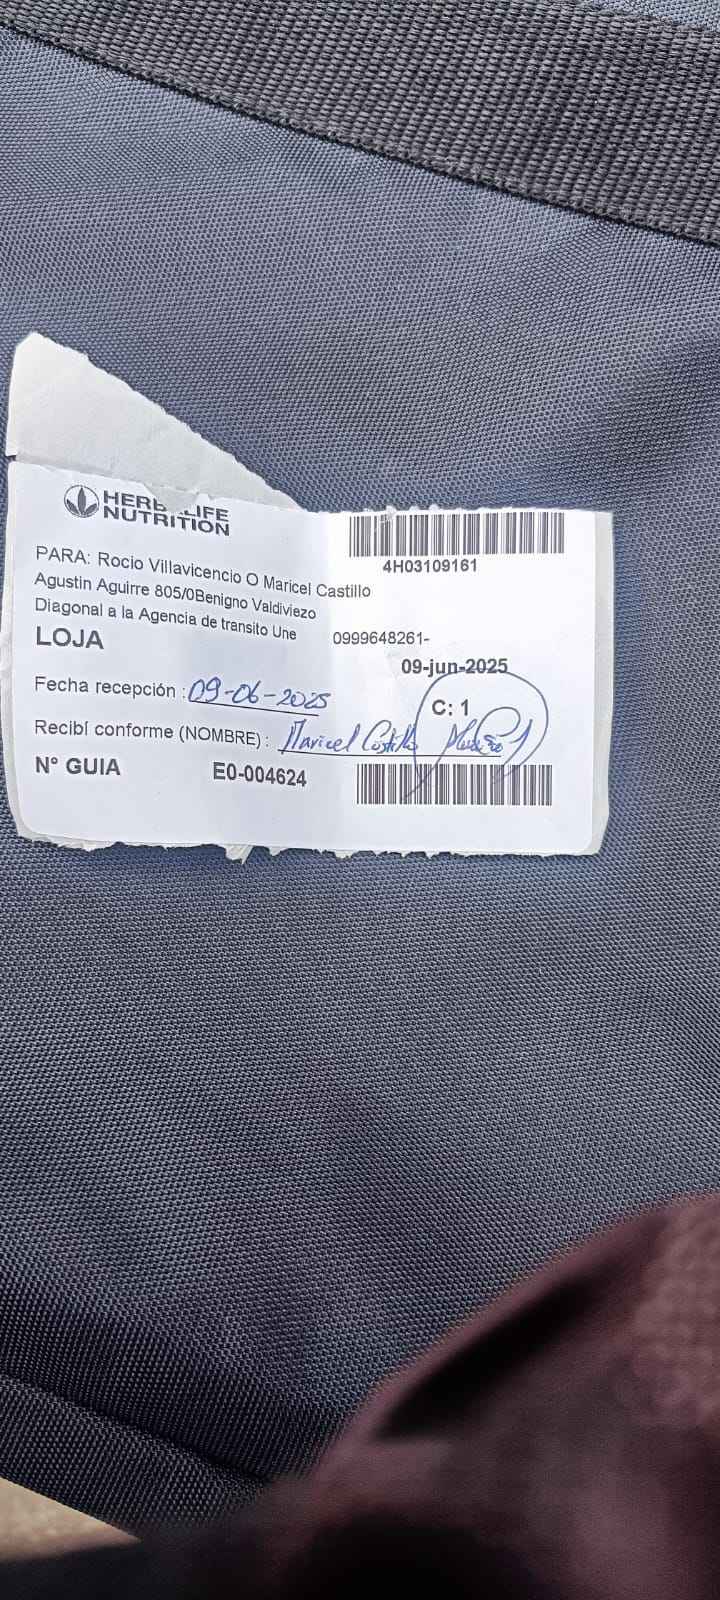 HERBALIFE
NUTRITION
4H03109161
PARA: Rocio Villavicencio O Maricel Castillo
Agustin Aguirre 805/0Benigno Valdiviezo
Diagonal a la Agencia de transito Une
LOJA 0999648261-
09-jun-2025
Fecha recepción : 09-06-2025
C: 1
Recibí conforme (NOMBRE) : Maricel Castillo
N° GUIA E0-004624